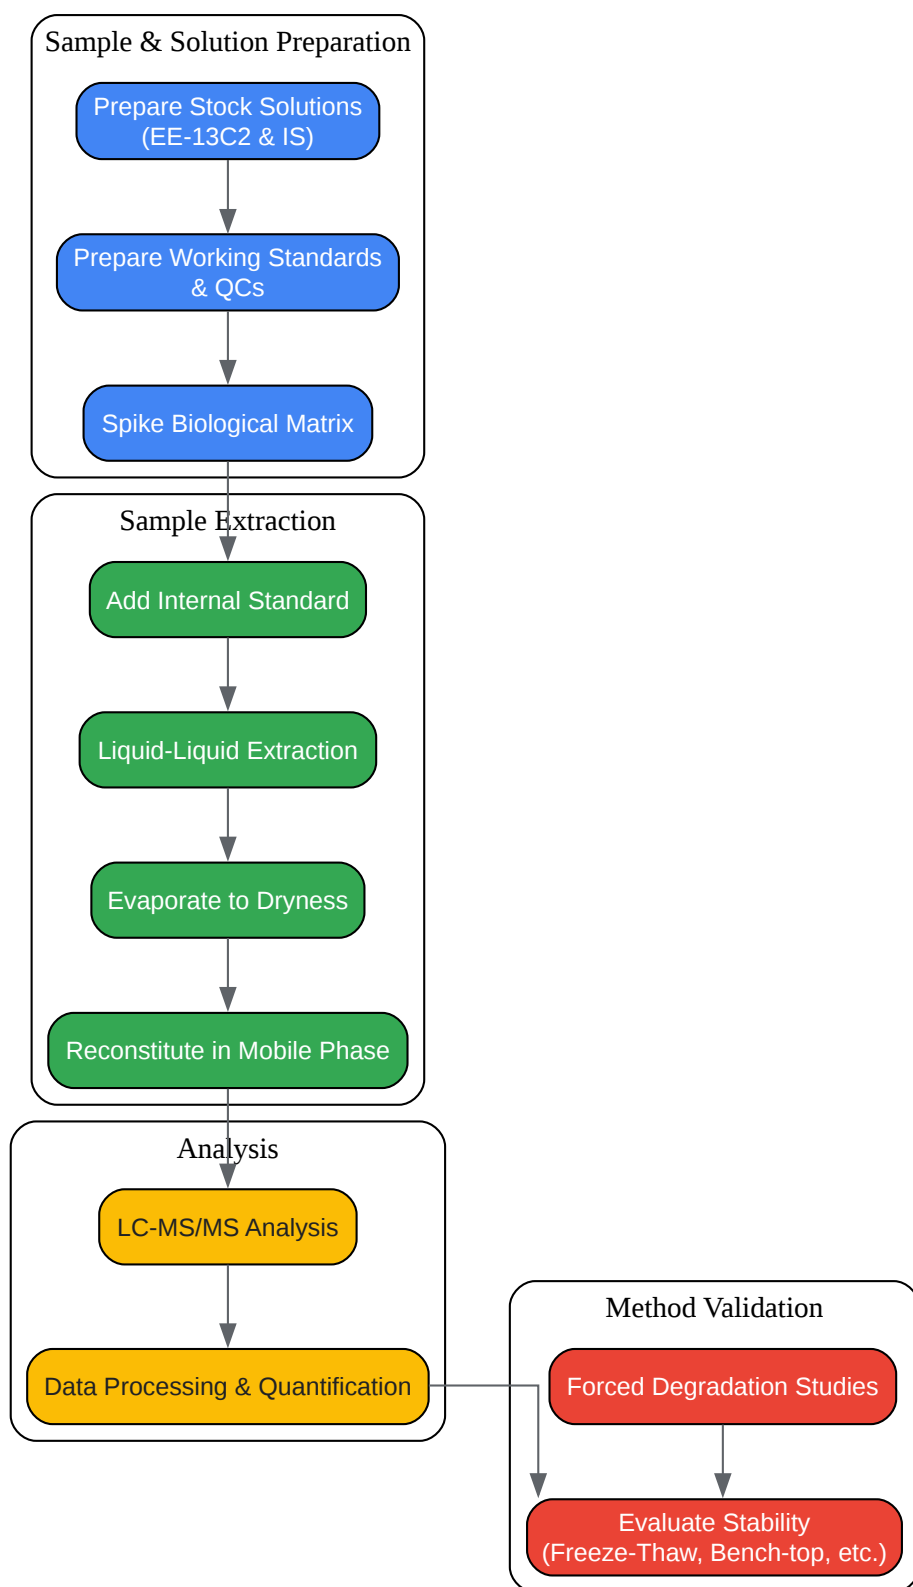 Sample & Solution Preparation
Prepare Stock Solutions
(EE-13C2 & IS)
Prepare Working Standards
& QCs
Spike Biological Matrix
Sample Extraction
Add Internal Standard
Liquid-Liquid Extraction
Evaporate to Dryness
Reconstitute in Mobile Phase
Analysis
LC-MS/MS Analysis
Data Processing & Quantification
Method Validation
Forced Degradation Studies
Evaluate Stability
(Freeze-Thaw, Bench-top, etc.)